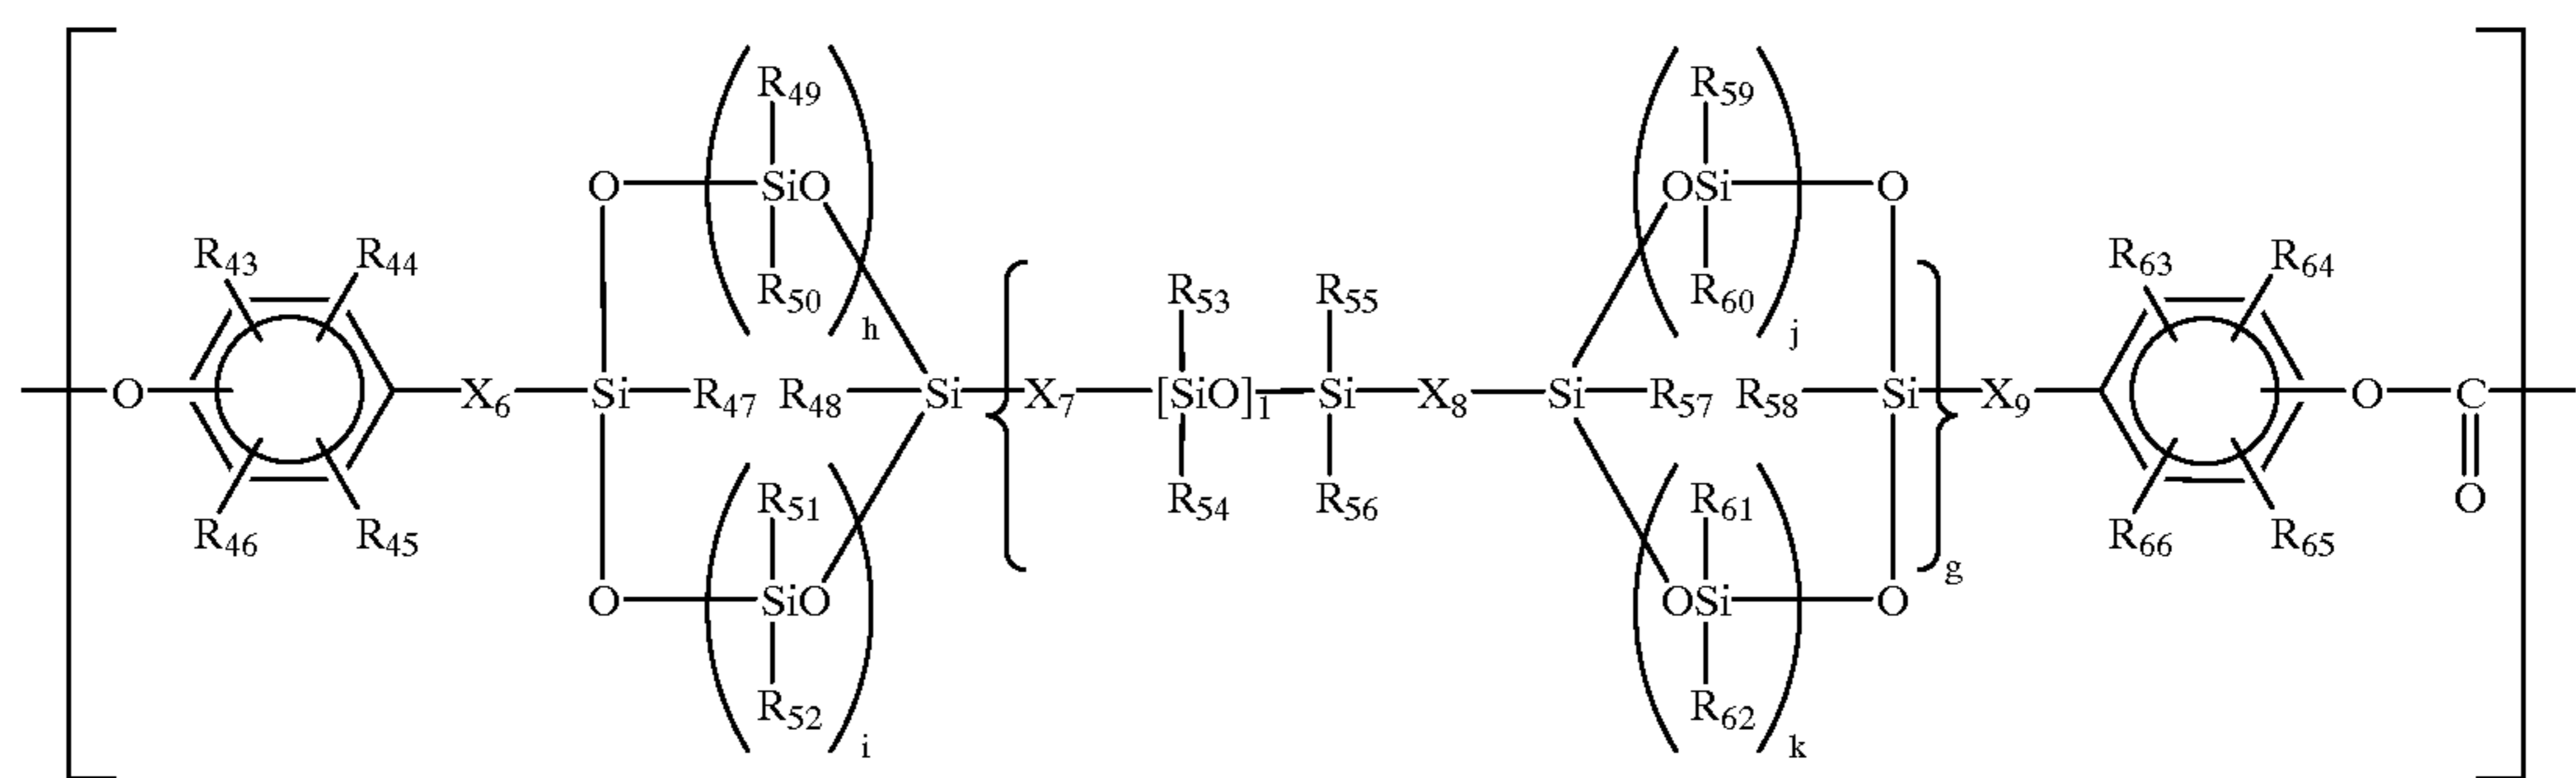 R49 R59
O SiO OSi O
R43 R44 R50 h R60 j R63 R64
R53 R55
O X6 Si R47 R48 Si X7 [SiO]1 Si X8 Si R57 R58 Si X9 O C
R46 R45 R51 R54 R56 R61 R66 R65 O
O SiO OSi O g
R52 i R62 k